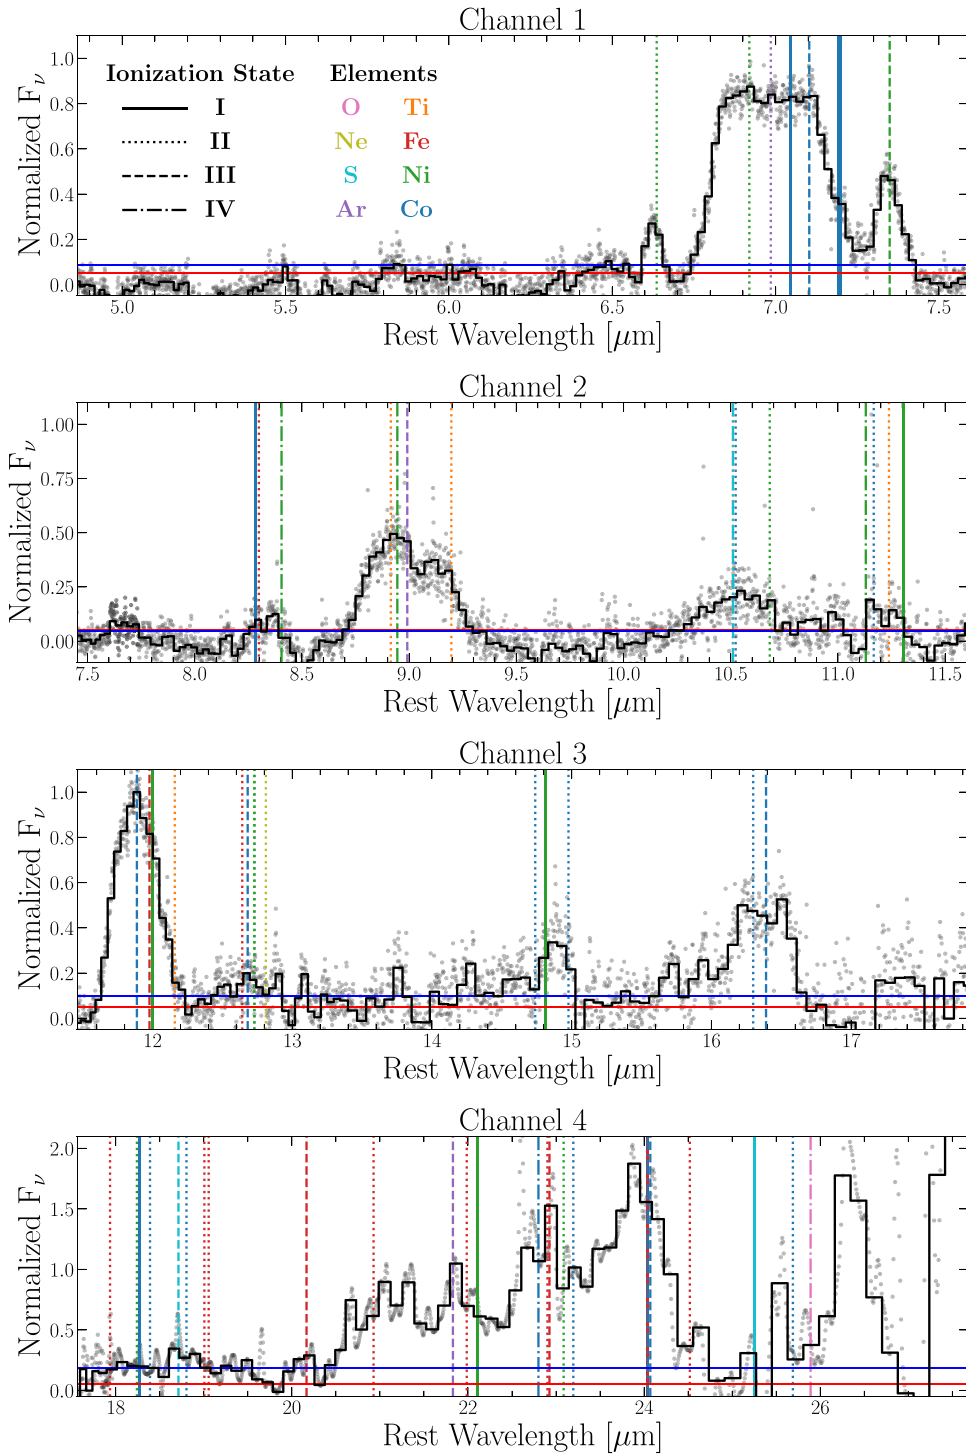 Channel 1
Normalized Fν
1.0
0.8
0.6
0.4
0.2
0.0
Ionization State Elements
I O Ti
II Ne Fe
III S Ni
IV Ar Co
5.0 5.5 6.0 6.5 7.0 7.5
Rest Wavelength [μm]
Channel 2
Normalized Fν
1.00
0.75
0.50
0.25
0.00
7.5 8.0 8.5 9.0 9.5 10.0 10.5 11.0 11.5
Rest Wavelength [μm]
Channel 3
Normalized Fν
1.0
0.8
0.6
0.4
0.2
0.0
12 13 14 15 16 17
Rest Wavelength [μm]
Channel 4
Normalized Fν
2.0
1.5
1.0
0.5
0.0
18 20 22 24 26
Rest Wavelength [μm]